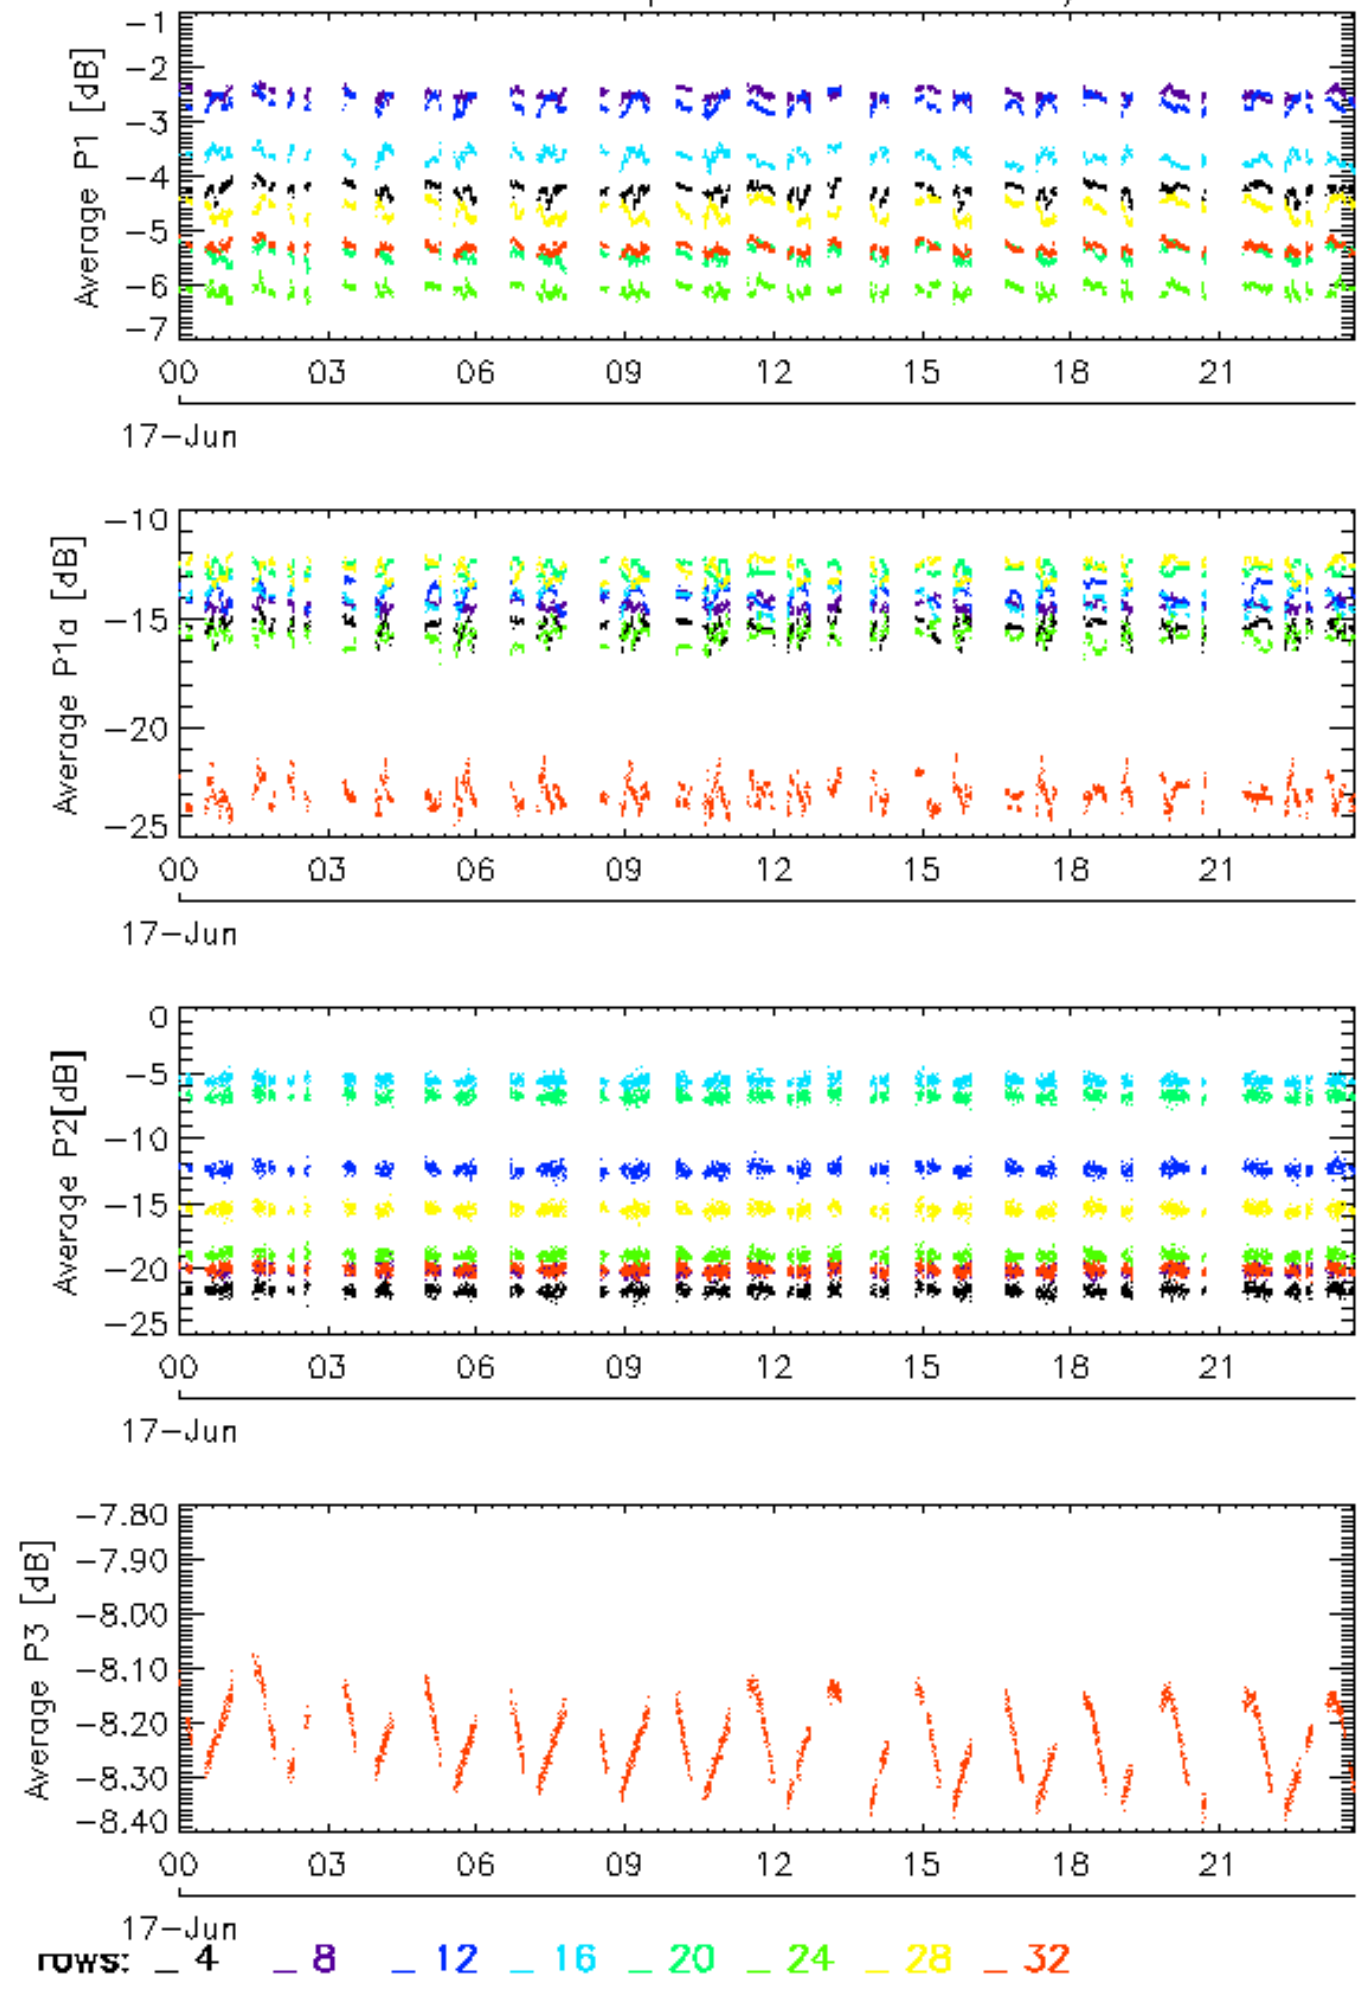 Average P1 [dB]
-1
-2
-3
-4
-5
-6
-7
00 03 06 09 12 15 18 21
17-Jun
Average P1a [dB]
-10
-15
-20
-25
00 03 06 09 12 15 18 21
17-Jun
Average P2[dB]
0
-5
-10
-15
-20
-25
00 03 06 09 12 15 18 21
17-Jun
Average P3 [dB]
-7.80
-7.90
-8.00
-8.10
-8.20
-8.30
-8.40
00 03 06 09 12 15 18 21
17-Jun
rows: _ 4 _ 8 _ 12 _ 16 _ 20 _ 24 _ 28 _ 32